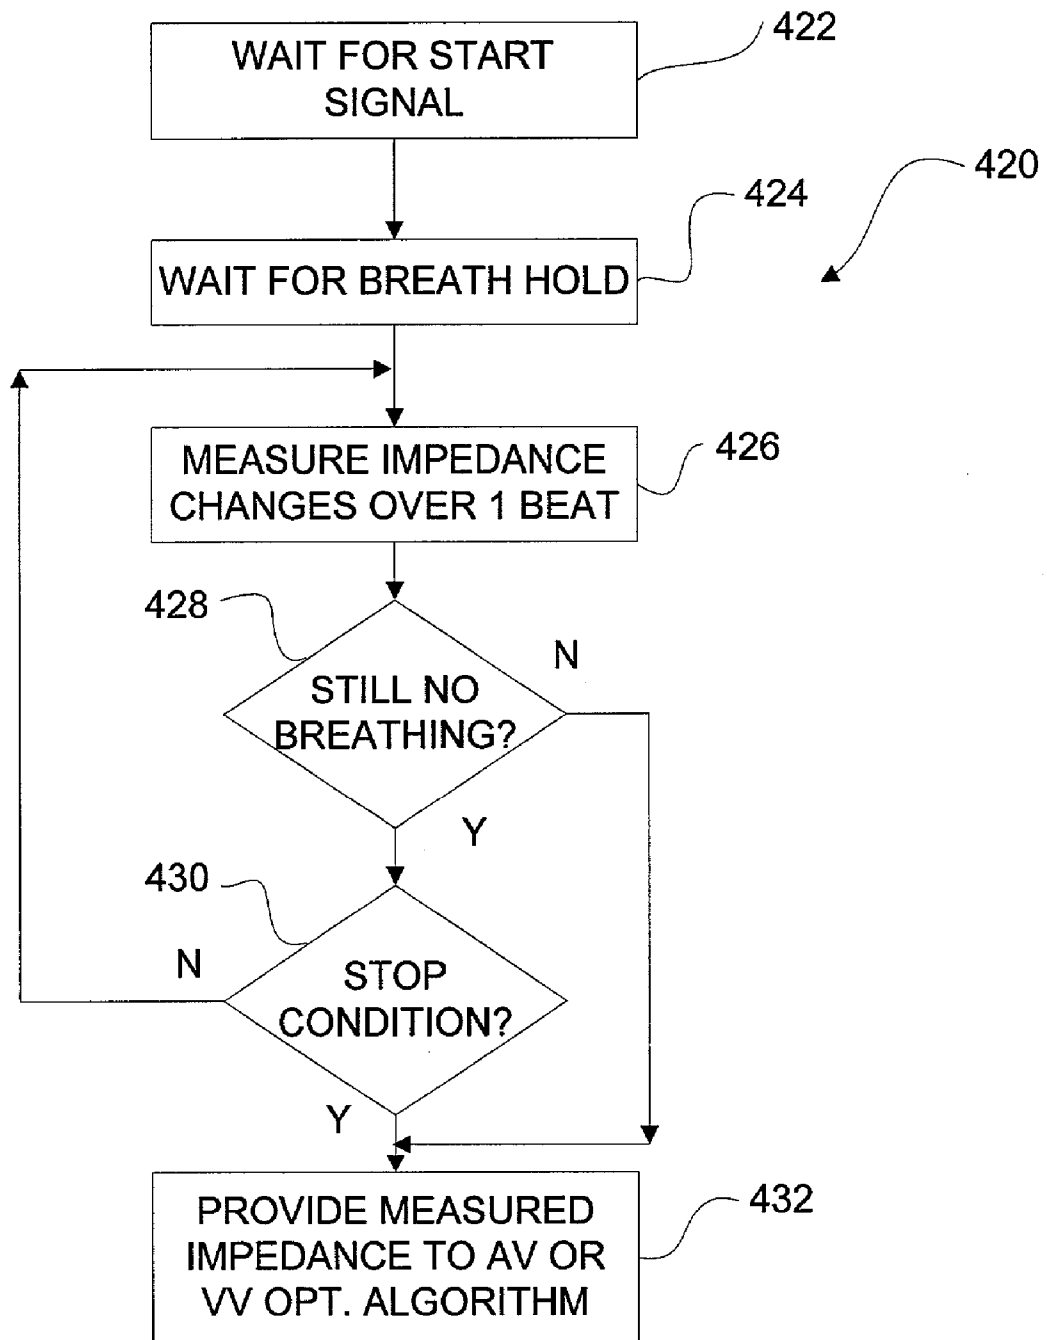 WAIT FOR START
SIGNAL
422
420
424
WAIT FOR BREATH HOLD
MEASURE IMPEDANCE
CHANGES OVER 1 BEAT
426
428
N
STILL NO
BREATHING?
Y
430
N
STOP
CONDITION?
Y
PROVIDE MEASURED
IMPEDANCE TO AV OR
VV OPT. ALGORITHM
432